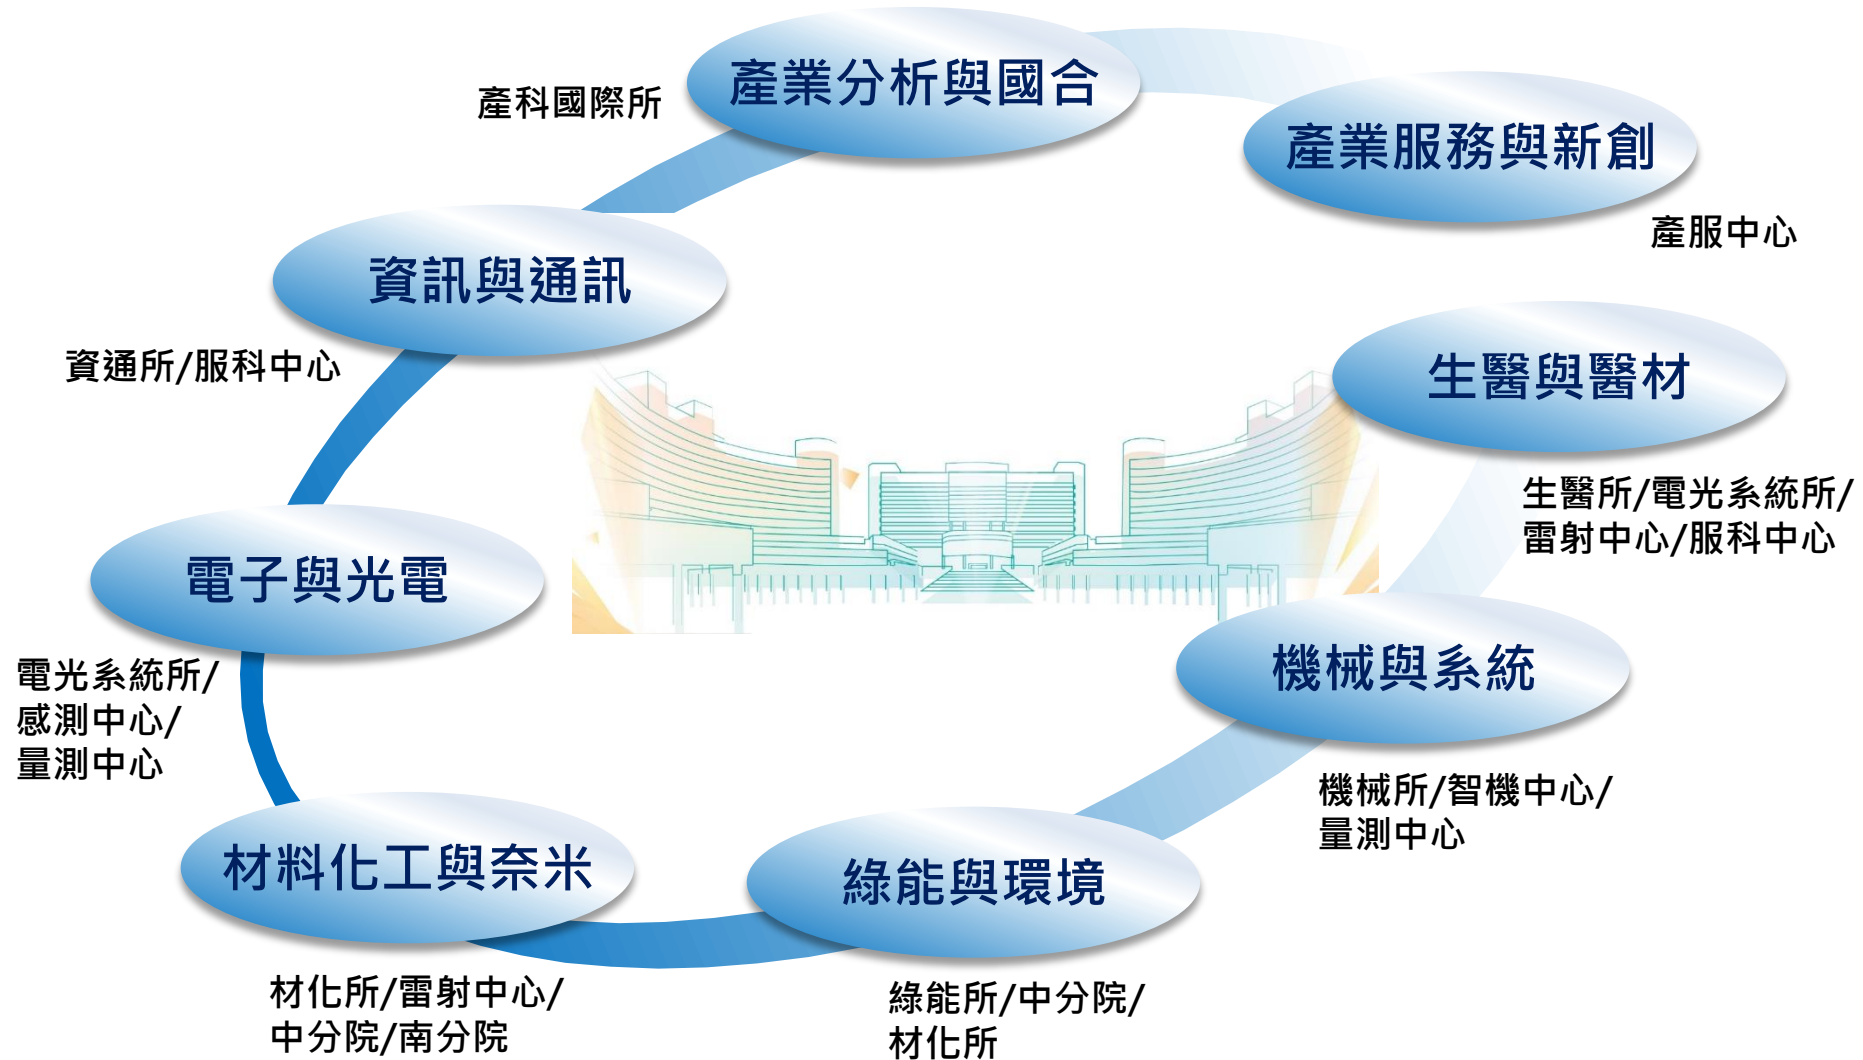 產業分析與國合
產科國際所
產業服務與新創
產服中心
資訊與通訊
資通所/服科中心
生醫與醫材
生醫所/電光系統所/
雷射中心/服科中心
電子與光電
電光系統所/
感測中心/
量測中心
機械與系統
機械所/智機中心/
量測中心
材料化工與奈米
材化所/雷射中心/
中分院/南分院
綠能與環境
綠能所/中分院/
材化所